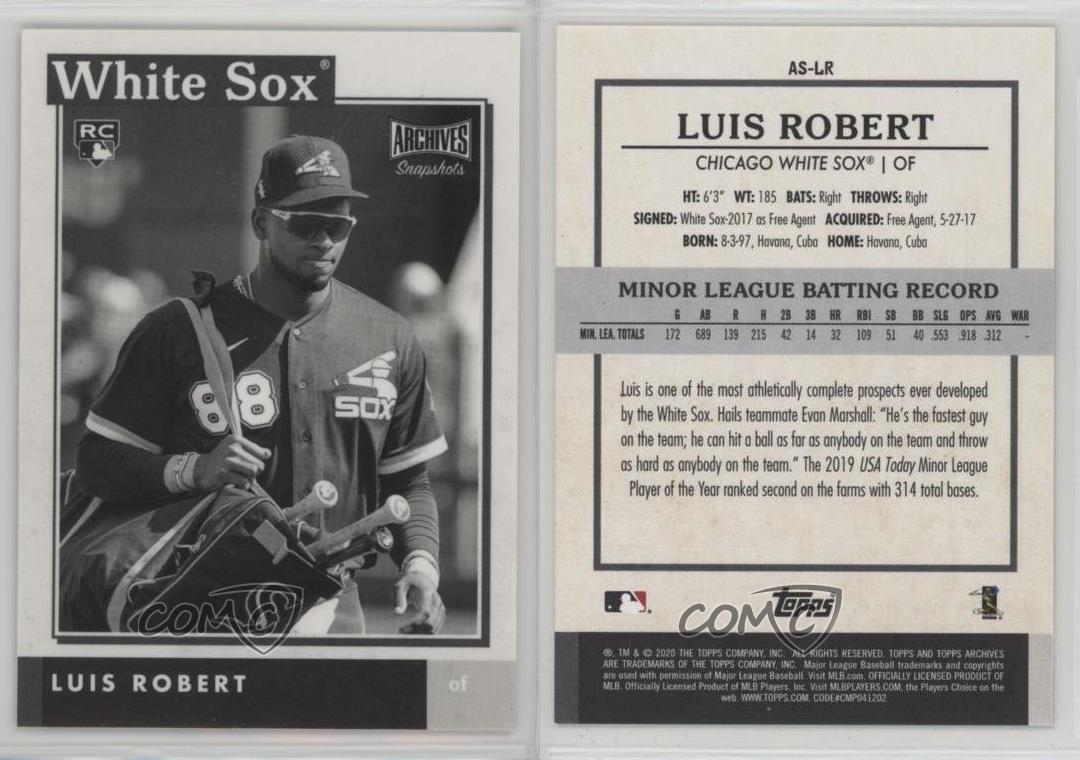 White Sox®
RC
ARCHIVES
Snapshots
88
SOX
COMC
LUIS ROBERT
of
AS-LR
LUIS ROBERT
CHICAGO WHITE SOX® | OF
HT: 6'3" WT: 185 BATS: Right THROWS: Right
SIGNED: White Sox-2017 as Free Agent ACQUIRED: Free Agent, 5-27-17
BORN: 8-3-97, Havana, Cuba HOME: Havana, Cuba
MINOR LEAGUE BATTING RECORD
G AB R H 2B 3B HR RBI SB BB SLG OPS AVG WAR
MIN. LEA. TOTALS 172 689 139 215 42 14 32 109 51 40 .553 .918 .312 -
Luis is one of the most athletically complete prospects ever developed
by the White Sox. Hails teammate Evan Marshall: “He's the fastest guy
on the team; he can hit a ball as far as anybody on the team and throw
as hard as anybody on the team.” The 2019 USA Today Minor League
Player of the Year ranked second on the farms with 314 total bases.
Topps
COMC
®, TM & © 2020 THE TOPPS COMPANY, INC. ALL RIGHTS RESERVED. TOPPS AND TOPPS ARCHIVES
ARE TRADEMARKS OF THE TOPPS COMPANY, INC. Major League Baseball trademarks and copyrights
are used with permission of Major League Baseball. Visit MLB.com. OFFICIALLY LICENSED PRODUCT OF
MLB. Officially Licensed Product of MLB Players, Inc. Visit MLBPLAYERS.COM, the Players Choice on the
web. WWW.TOPPS.COM. CODE#CMP041202